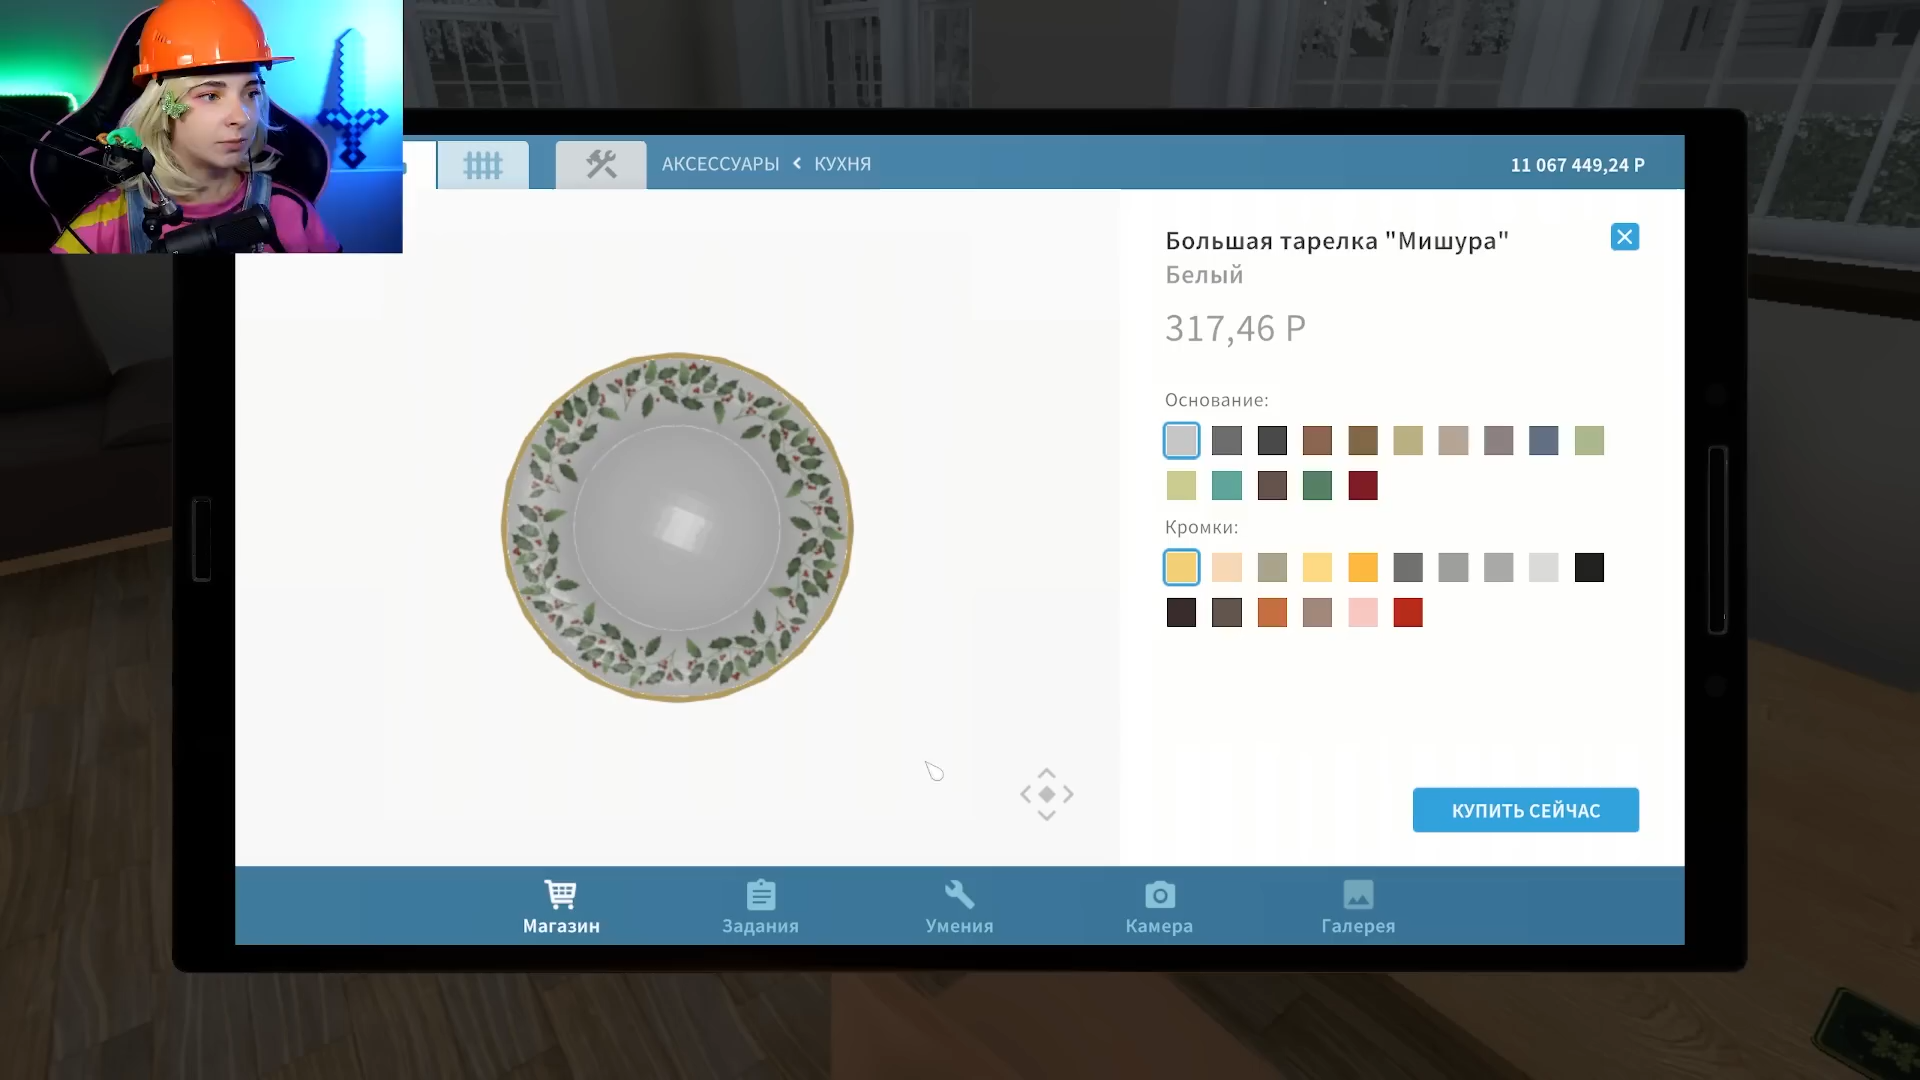 АКСЕССУАРЫ < КУХНЯ
11 067 449,24 Р
Большая тарелка "Мишура"
Белый
317,46 Р
Основание:
Кромки:
КУПИТЬ СЕЙЧАС
Магазин
Задания
Умения
Камера
Галерея